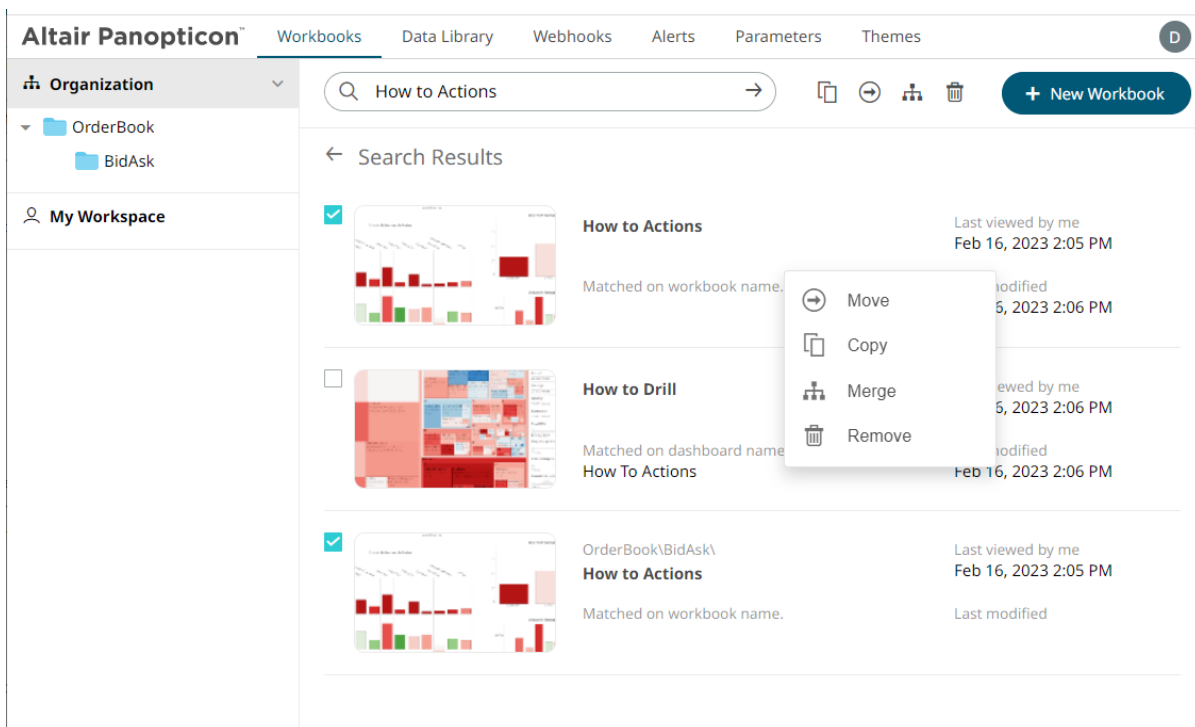 Altair Panopticon™ Workbooks Data Library Webhooks Alerts Parameters Themes D
Organization
OrderBook
BidAsk
My Workspace
How to Actions
+ New Workbook
Search Results
How to Actions
Matched on workbook name.
Last viewed by me
Feb 16, 2023 2:05 PM
odified
6, 2023 2:06 PM
Move
Copy
Merge
Remove
How to Drill
Matched on dashboard name
How To Actions
ewed by me
6, 2023 2:06 PM
odified
Feb 16, 2023 2:06 PM
OrderBook\BidAsk\
How to Actions
Matched on workbook name.
Last viewed by me
Feb 16, 2023 2:05 PM
Last modified